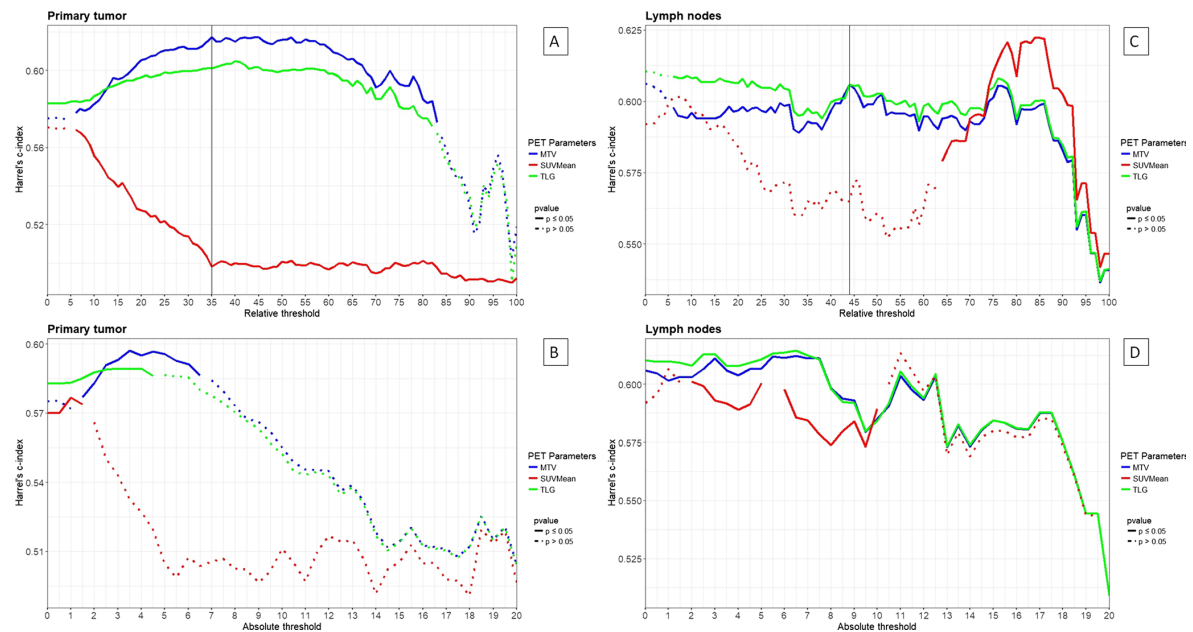 Primary tumor
A
0.60
0.56
0.52
Harrel's c-index
0 5 10 15 20 25 30 35 40 45 50 55 60 65 70 75 80 85 90 95 100
Relative threshold
PET Parameters
MTV
SUVMean
TLG
pvalue
p ≤ 0.05
p > 0.05
Lymph nodes
C
0.625
0.600
0.575
0.550
Harrel's c-index
0 5 10 15 20 25 30 35 40 44 50 55 60 65 70 75 80 85 90 95 100
Relative threshold
PET Parameters
MTV
SUVMean
TLG
pvalue
p ≤ 0.05
p > 0.05
Primary tumor
B
0.60
0.57
0.54
0.51
Harrel's c-index
0 1 2 3 4 5 6 7 8 9 10 11 12 13 14 15 16 17 18 19 20
Absolute threshold
PET Parameters
MTV
SUVMean
TLG
pvalue
p ≤ 0.05
p > 0.05
Lymph nodes
D
0.600
0.575
0.550
0.525
Harrel's c-index
0 1 2 3 4 5 6 7 8 9 10 11 12 13 14 15 16 17 18 19 20
Absolute threshold
PET Parameters
MTV
SUVMean
TLG
pvalue
p ≤ 0.05
p > 0.05